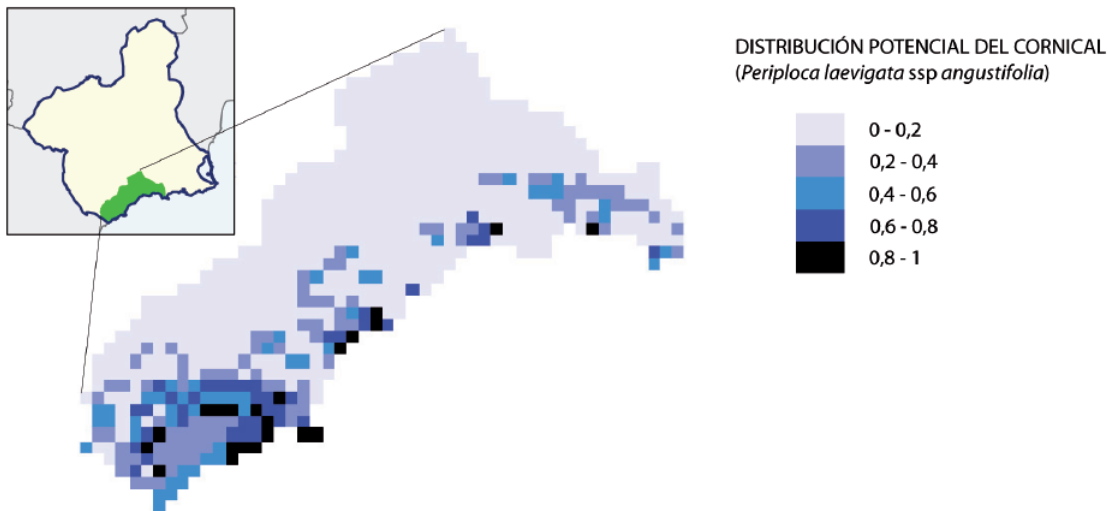 DISTRIBUCIÓN POTENCIAL DEL CORNICAL
(Periploca laevigata ssp angustifolia)
0 - 0,2
0,2 - 0,4
0,4 - 0,6
0,6 - 0,8
0,8 - 1